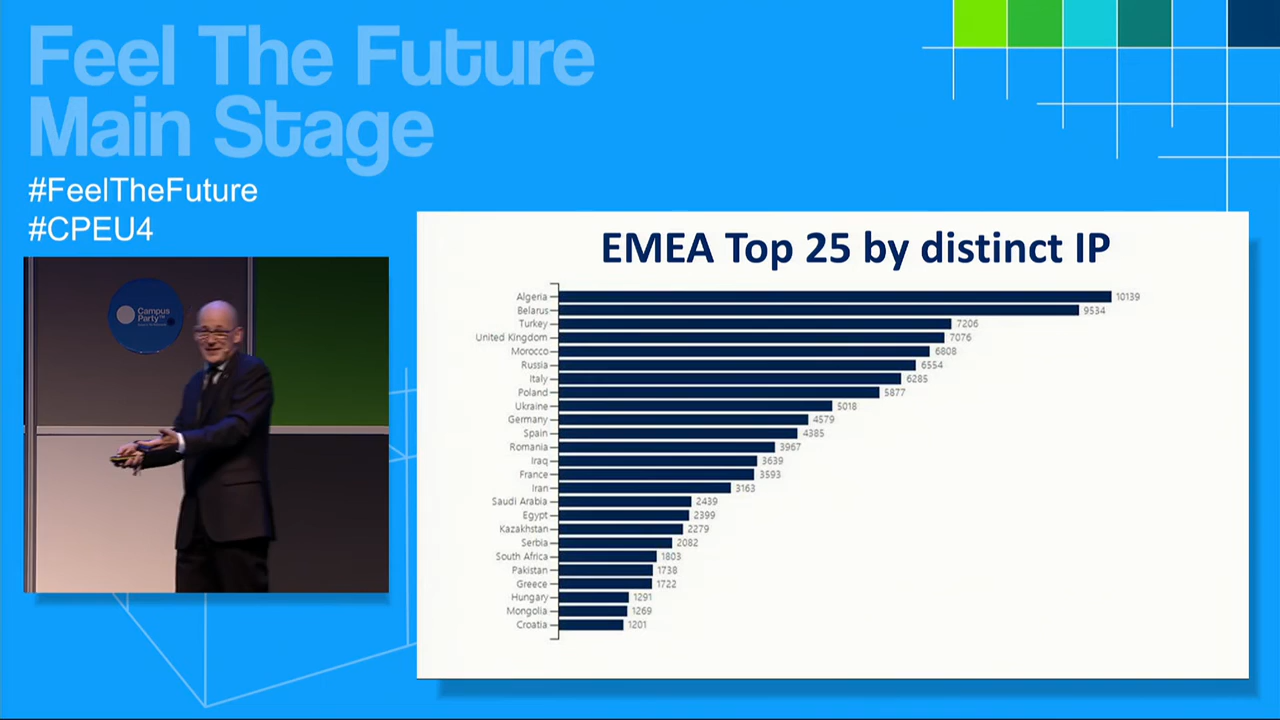 Feel The Future
Main Stage
#FeelTheFuture
#CPEU4
Campus
Party™
EMEA Top 25 by distinct IP
Algeria 10139
Belarus 9534
Turkey 7206
United Kingdom 7076
Morocco 6808
Russia 6554
Italy 6285
Poland 5877
Ukraine 5018
Germany 4579
Spain 4385
Romania 3967
Iraq 3639
France 3593
Iran 3163
Saudi Arabia 2439
Egypt 2399
Kazakhstan 2279
Serbia 2082
South Africa 1803
Pakistan 1738
Greece 1722
Hungary 1291
Mongolia 1269
Croatia 1201